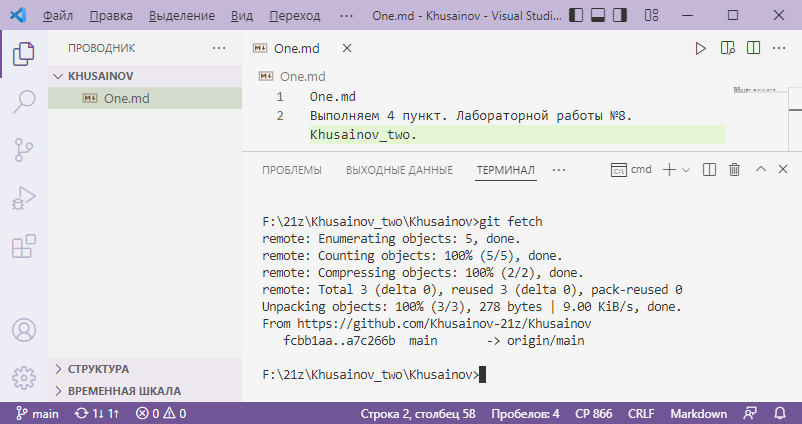 Файл Правка Выделение Вид Переход ··· One.md - Khusainov - Visual Studi...
ПРОВОДНИК ···
KHUSAINOV
One.md
One.md
One.md
1 One.md
2 Выполняем 4 пункт. Лабораторной работы №8.
Khusainov_two.
ПРОБЛЕМЫ ВЫХОДНЫЕ ДАННЫЕ ТЕРМИНАЛ ··· cmd
F:\21z\Khusainov_two\Khusainov>git fetch
remote: Enumerating objects: 5, done.
remote: Counting objects: 100% (5/5), done.
remote: Compressing objects: 100% (2/2), done.
remote: Total 3 (delta 0), reused 3 (delta 0), pack-reused 0
Unpacking objects: 100% (3/3), 278 bytes | 9.00 KiB/s, done.
From https://github.com/Khusainov-21z/Khusainov
fcbb1aa..a7c266b main -> origin/main
F:\21z\Khusainov_two\Khusainov>
СТРУКТУРА
ВРЕМЕННАЯ ШКАЛА
main 1↓ 1↑ 0 0 Строка 2, столбец 58 Пробелов: 4 CP 866 CRLF Markdown